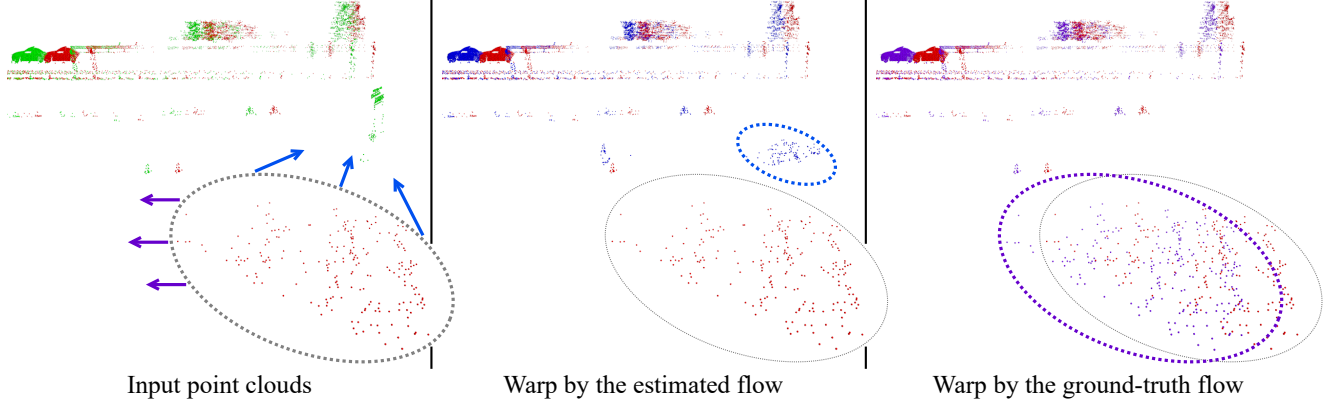 Input point clouds
Warp by the estimated flow
Warp by the ground-truth flow